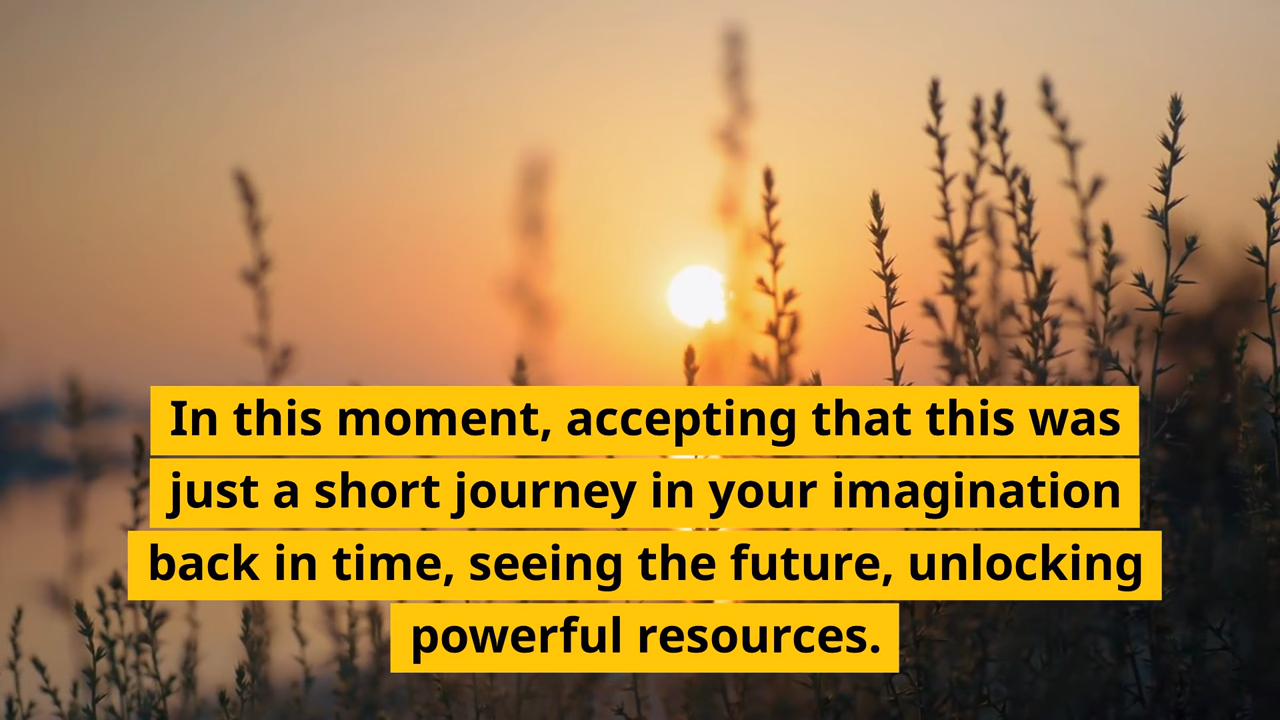 In this moment, accepting that this was
just a short journey in your imagination
back in time, seeing the future, unlocking
powerful resources.